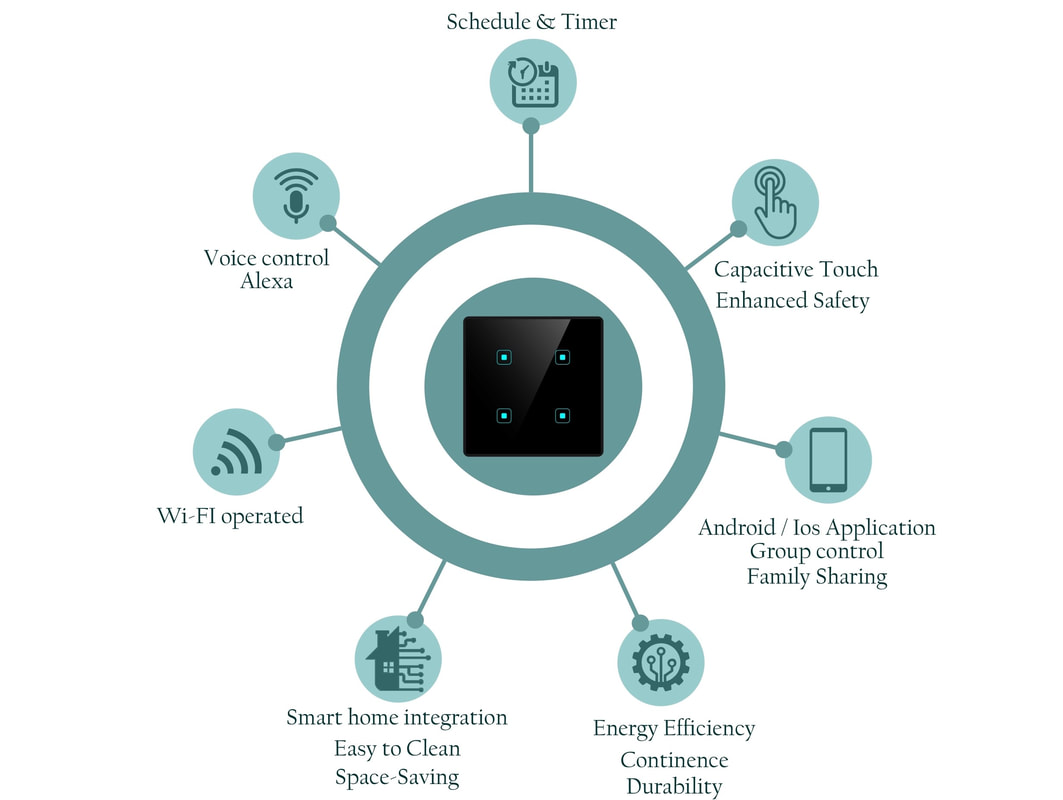 Schedule & Timer
Voice control
Alexa
Capacitive Touch
Enhanced Safety
Wi-FI operated
Android / Ios Application
Group control
Family Sharing
Smart home integration
Easy to Clean
Space-Saving
Energy Efficiency
Continence
Durability